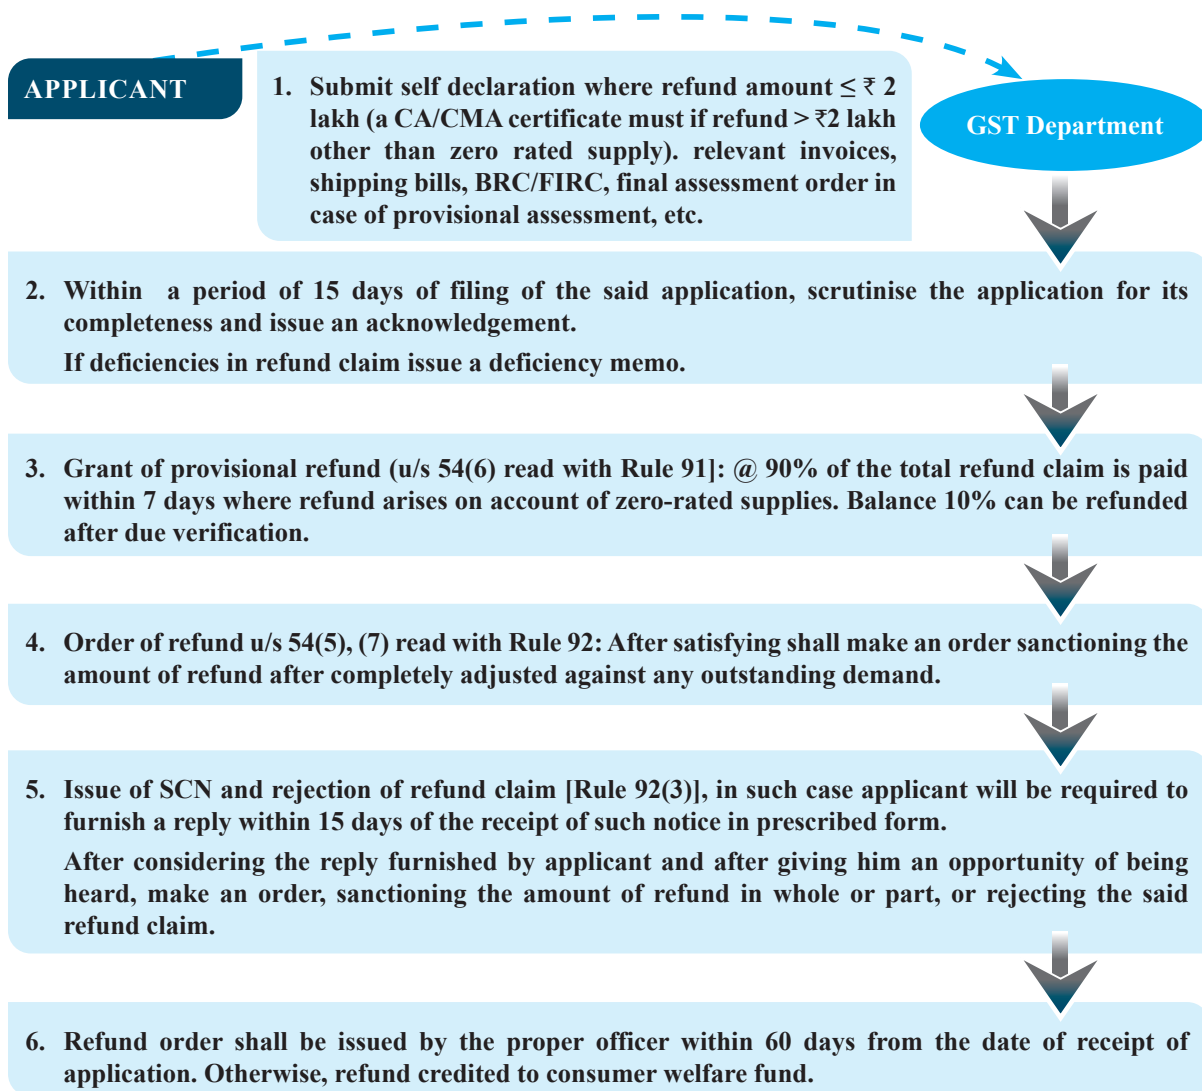 APPLICANT
1. Submit self declaration where refund amount ≤ ₹ 2
lakh (a CA/CMA certificate must if refund > ₹2 lakh
other than zero rated supply). relevant invoices,
shipping bills, BRC/FIRC, final assessment order in
case of provisional assessment, etc.
GST Department
2. Within a period of 15 days of filing of the said application, scrutinise the application for its
completeness and issue an acknowledgement.
If deficiencies in refund claim issue a deficiency memo.
3. Grant of provisional refund (u/s 54(6) read with Rule 91]: @ 90% of the total refund claim is paid
within 7 days where refund arises on account of zero-rated supplies. Balance 10% can be refunded
after due verification.
4. Order of refund u/s 54(5), (7) read with Rule 92: After satisfying shall make an order sanctioning the
amount of refund after completely adjusted against any outstanding demand.
5. Issue of SCN and rejection of refund claim [Rule 92(3)], in such case applicant will be required to
furnish a reply within 15 days of the receipt of such notice in prescribed form.
After considering the reply furnished by applicant and after giving him an opportunity of being
heard, make an order, sanctioning the amount of refund in whole or part, or rejecting the said
refund claim.
6. Refund order shall be issued by the proper officer within 60 days from the date of receipt of
application. Otherwise, refund credited to consumer welfare fund.